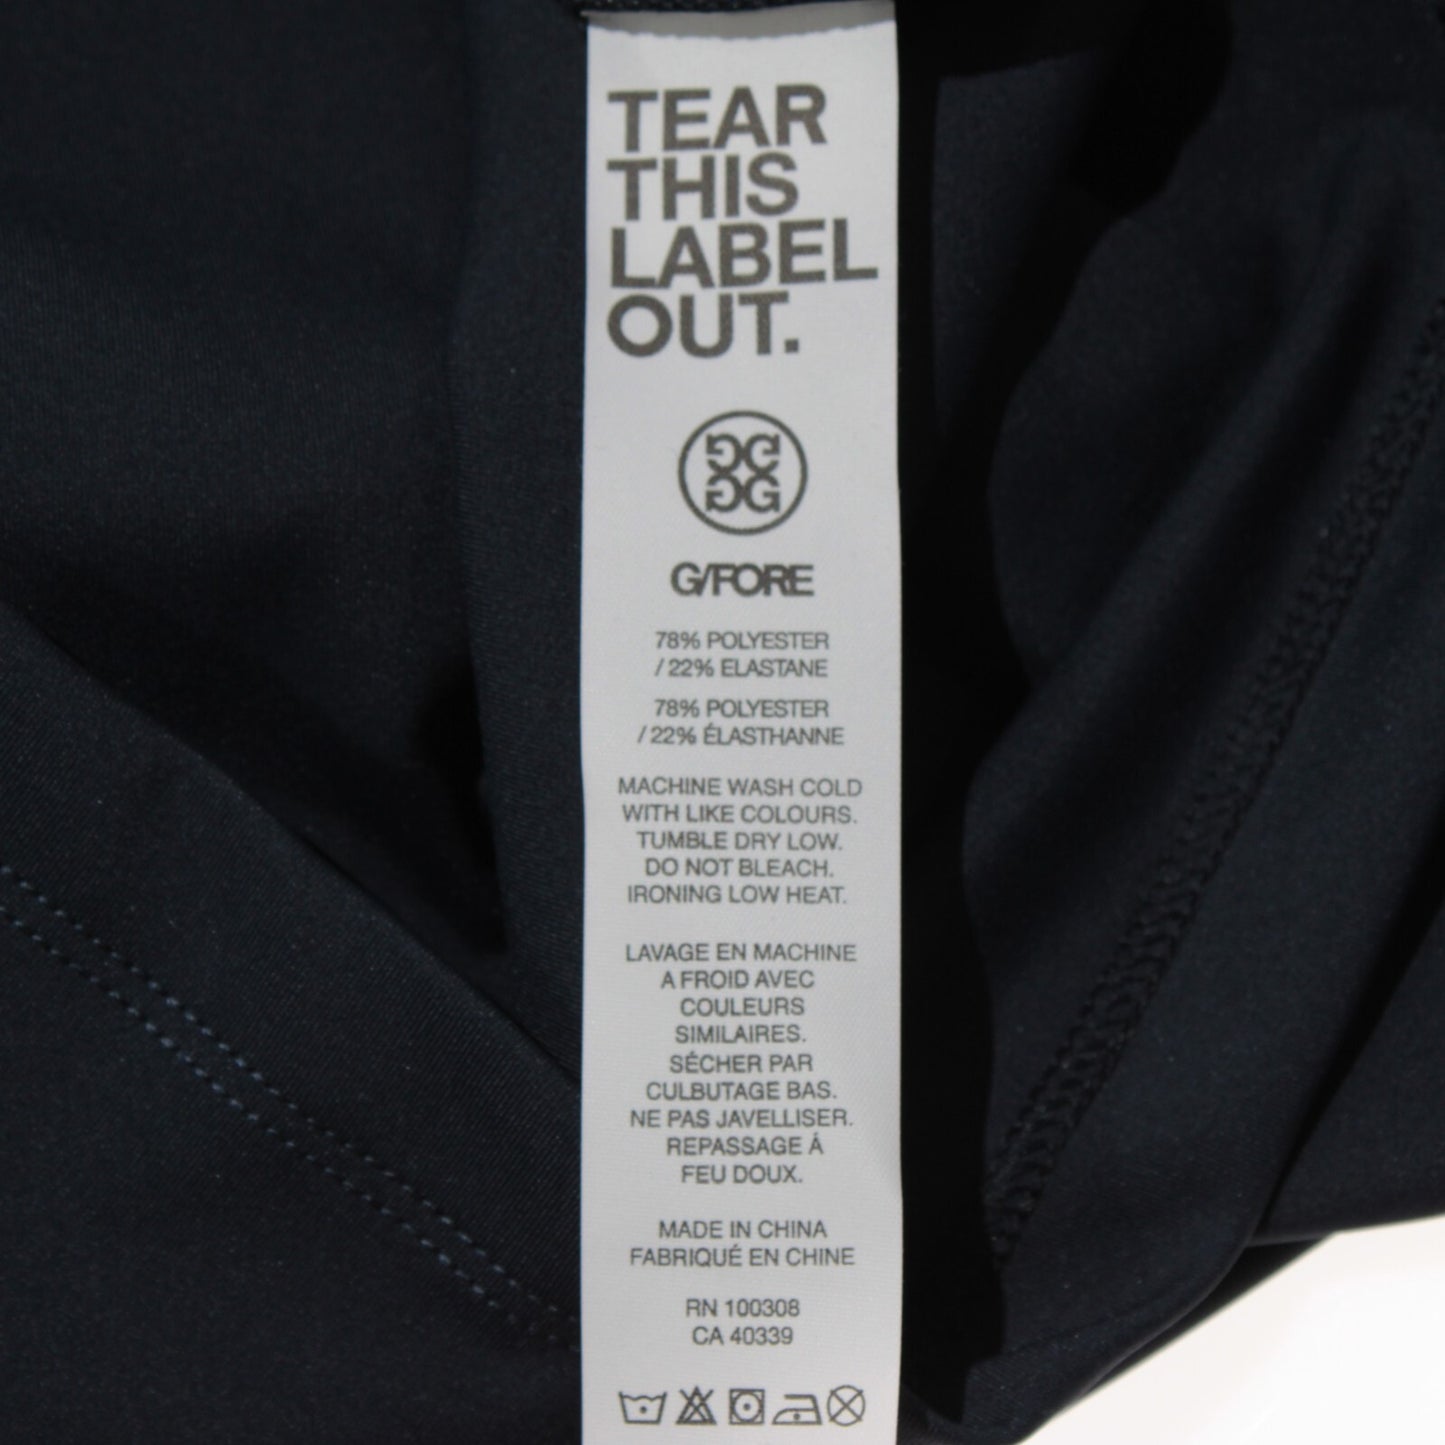 TEAR
THIS
LABEL
OUT.
G/FORE
78% POLYESTER
/ 22% ELASTANE
78% POLYESTER
/ 22% ÉLASTHANNE
MACHINE WASH COLD
WITH LIKE COLOURS.
TUMBLE DRY LOW.
DO NOT BLEACH.
IRONING LOW HEAT.
LAVAGE EN MACHINE
A FROID AVEC
COULEURS
SIMILAIRES.
SÉCHER PAR
CULBUTAGE BAS.
NE PAS JAVELLISER.
REPASSAGE Á
FEU DOUX.
MADE IN CHINA
FABRIQUÉ EN CHINE
RN 100308
CA 40339